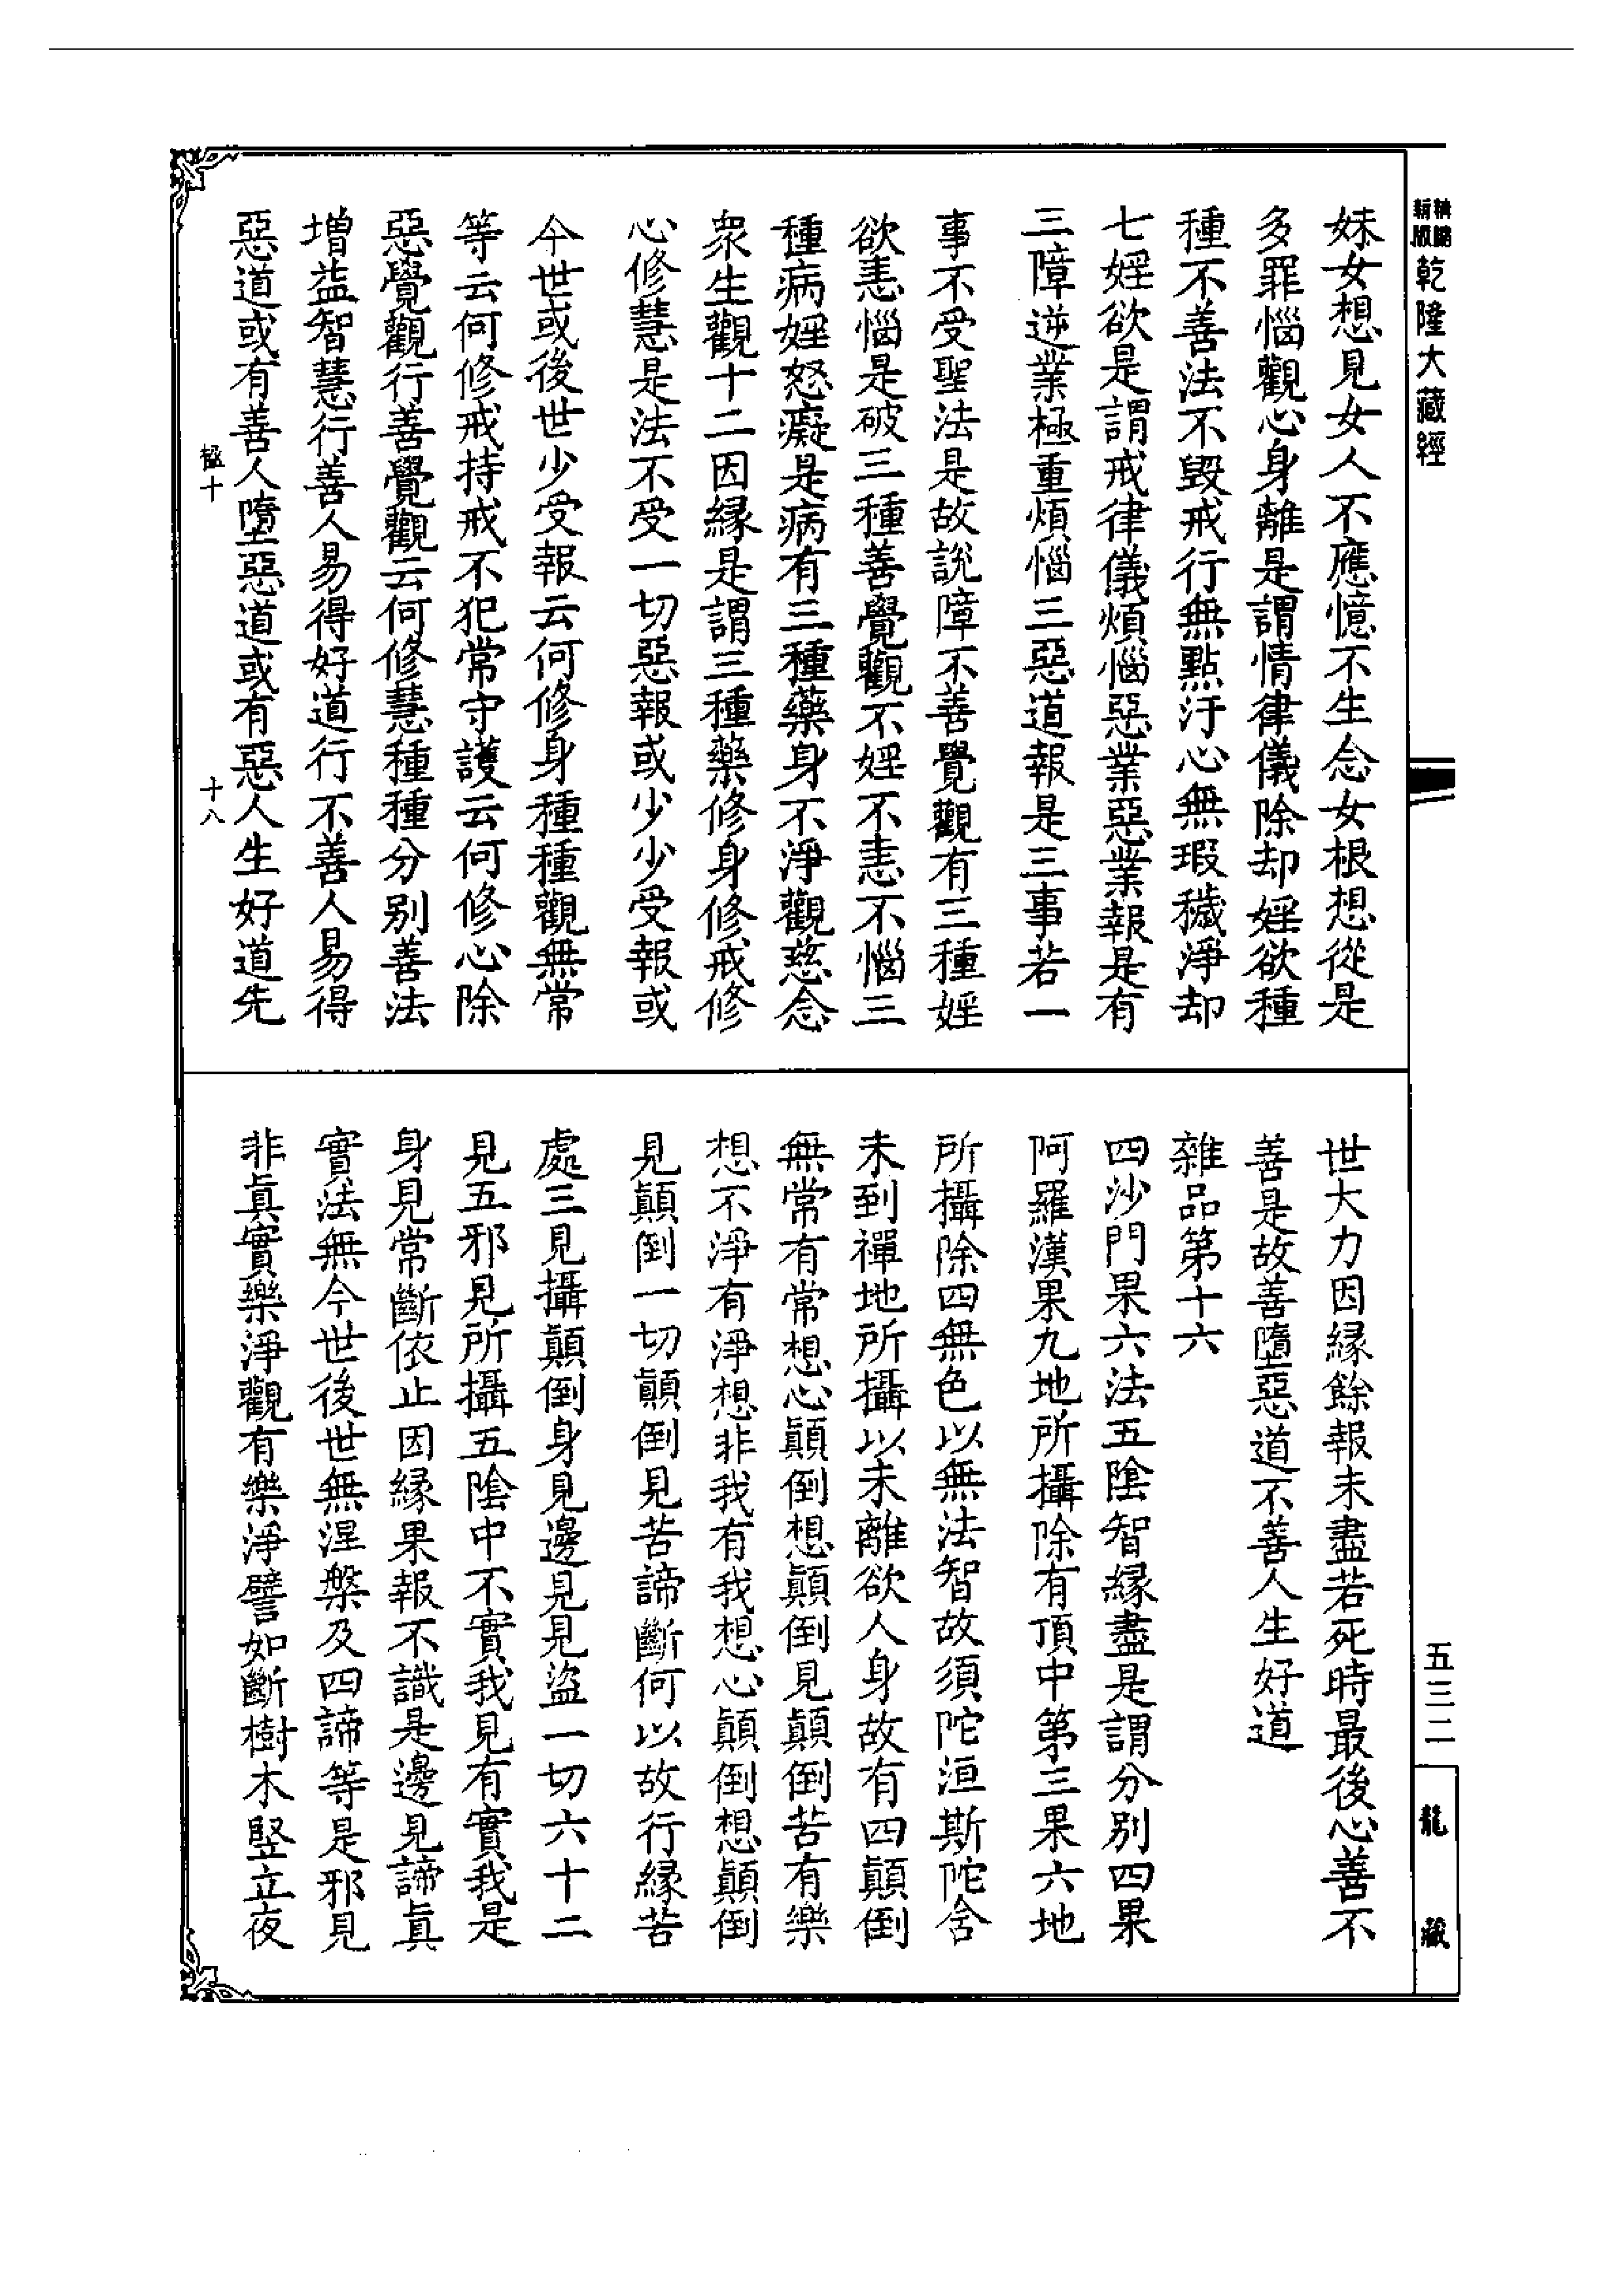 精縮新版乾隆大藏經
妹女想見女人不應憶不生念女根想從是
多罪惱觀心身離是謂情律儀除却婬欲種
種不善法不毀戒行無點汙心無瑕穢淨却
七婬欲是謂戒律儀煩惱惡業惡業報是有
三障逆業極重煩惱三惡道報是三事若一
事不受聖法是故說障不善覺觀有三種婬
欲恚惱是破三種善覺觀不婬不恚不惱三
種病婬怒癡是病有三種藥身不淨觀慈念
衆生觀十二因緣是謂三種藥修身修戒修
心修慧是法不受一切惡報或少少受報或
今世或後世少受報云何修身種種觀無常
等云何修戒持戒不犯常守護云何修心除
惡覺觀行善覺觀云何修慧種種分别善法
增益智慧行善人易得好道行不善人易得
惡道或有善人墮惡道或有惡人生好道先
十八
世大力因緣餘報未盡若死時最後心善不
善是故善墮惡道不善人生好道
雜品第十六
四沙門果六法五陰智緣盡是謂分别四果
阿羅漢果九地所攝除有頂中第三果六地
所攝除四無色以無法智故須陀洹斯陀含
未到禪地所攝以未離欲人身故有四顛倒
無常有常想心顛倒想顛倒見顛倒苦有樂
想不淨有淨想非我有我想心顛倒想顛倒
見顛倒一切顛倒見苦諦斷何以故行緣苦
處三見攝顛倒身見邊見見盜一切六十二
見五邪見所攝五陰中不實我見有實我是
身見常斷依止因緣果報不識是邊見諦眞
實法無今世後世無涅槃及四諦等是邪見
非眞實樂淨觀有樂淨譬如斷樹木竪立夜
五三二
龍藏